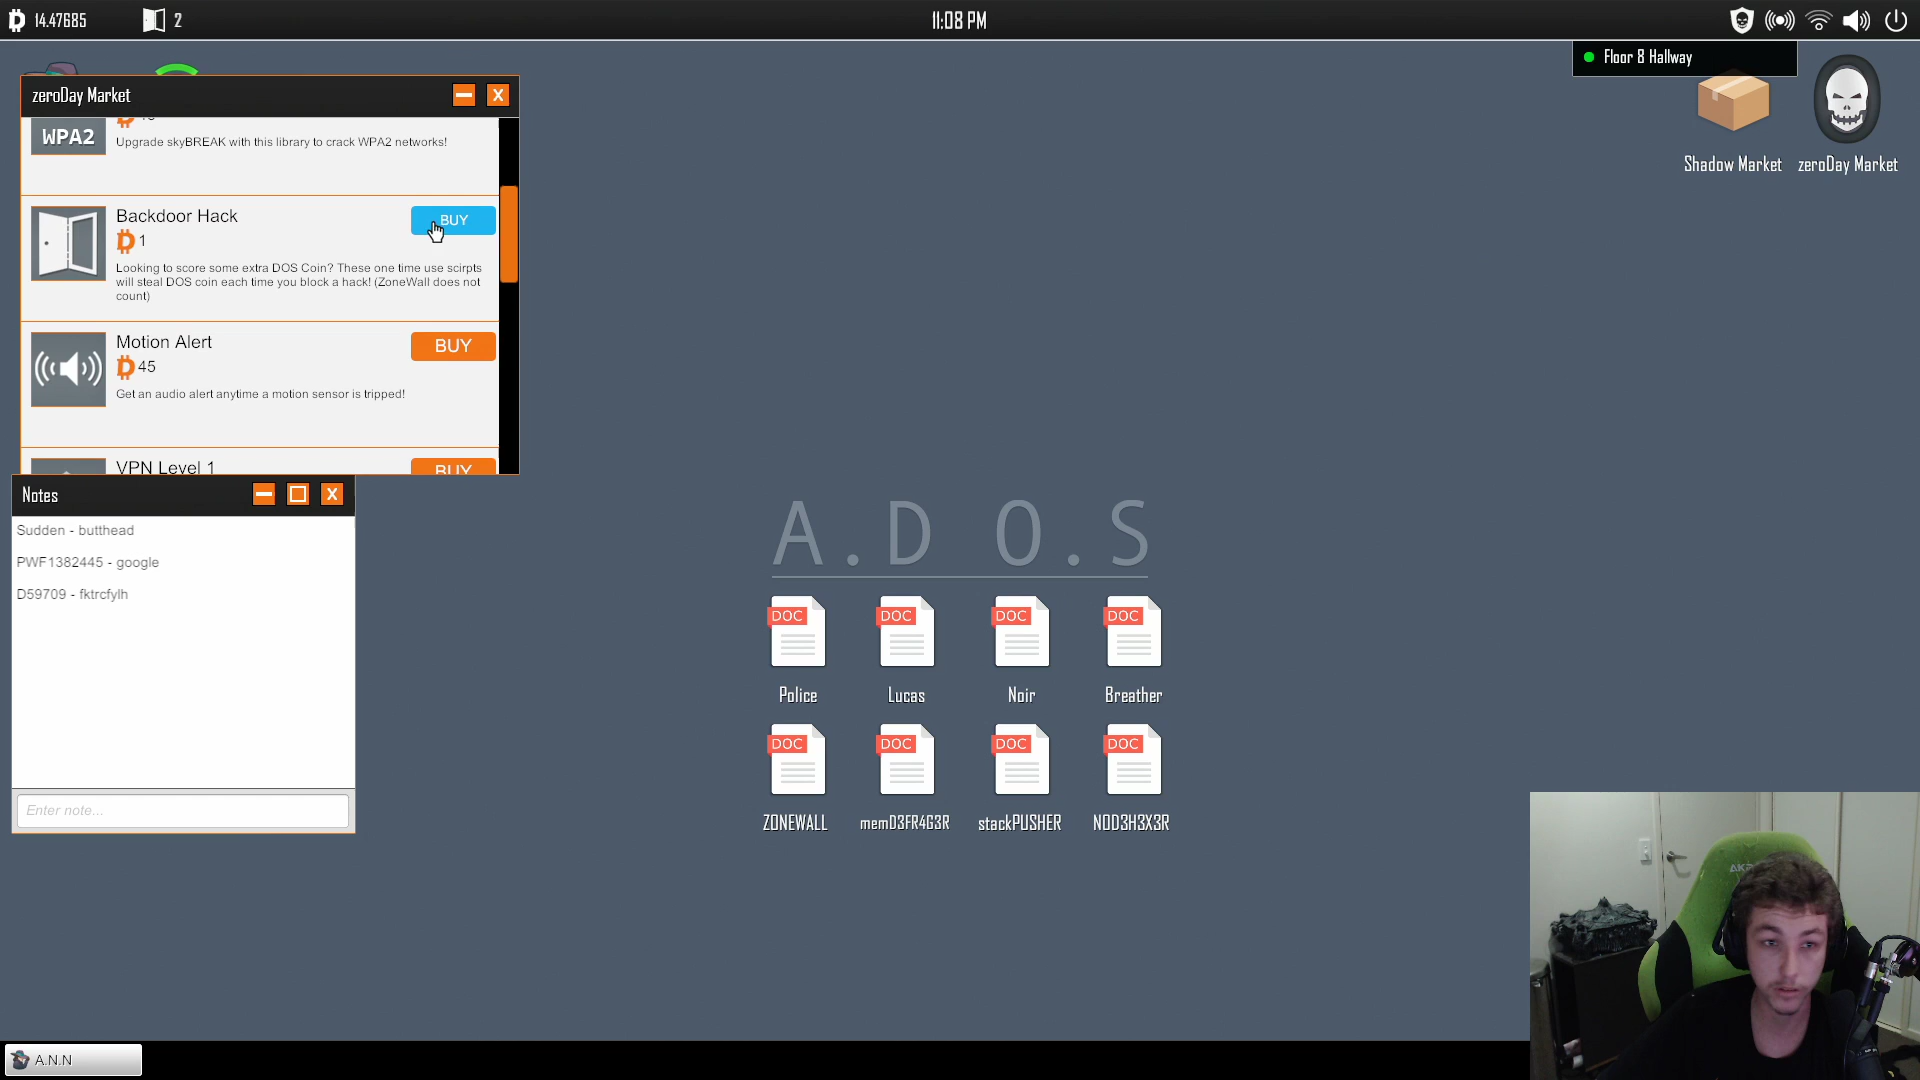 14.47685
2
11:08 PM
Floor 8 Hallway
Shadow Market
zeroDay Market
zeroDay Market
X
WPA2
Upgrade skyBREAK with this library to crack WPA2 networks!
Backdoor Hack
BUY
1
Looking to score some extra DOS Coin? These one time use scirpts
will steal DOS coin each time you block a hack! (ZoneWall does not
count)
Motion Alert
BUY
45
Get an audio alert anytime a motion sensor is tripped!
VPN Level 1
BUY
Notes
X
Sudden - butthead
PWF1382445 - google
D59709 - fktrcfylh
Enter note...
A.D O.S
DOC
DOC
DOC
DOC
Police
Lucas
Noir
Breather
DOC
DOC
DOC
DOC
ZONEWALL
memD3FR4G3R
stackPUSHER
N0D3H3X3R
A.N.N